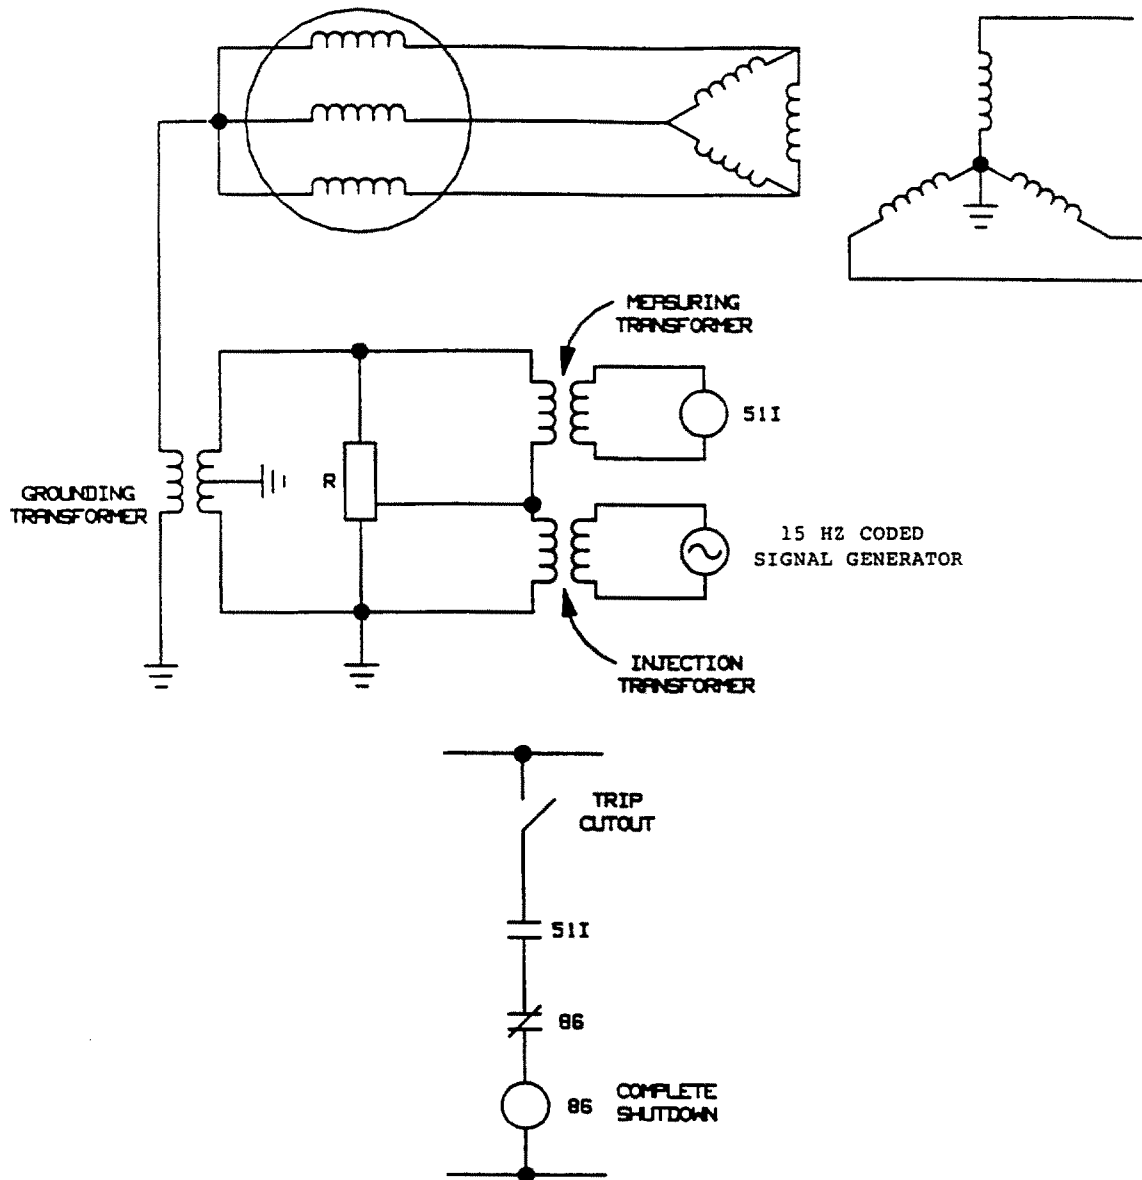 MEASURING
TRANSFORMER
51I
R
GROUNDING
TRANSFORMER
15 HZ CODED
SIGNAL GENERATOR
INJECTION
TRANSFORMER
TRIP
CUTOUT
51I
86
86
COMPLETE
SHUTDOWN